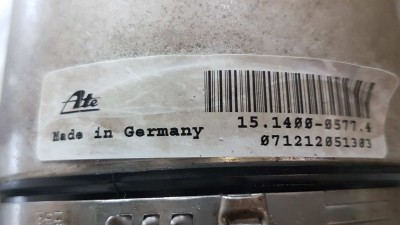 Ate
Made in Germany
15.1400-0577.4
071212051303